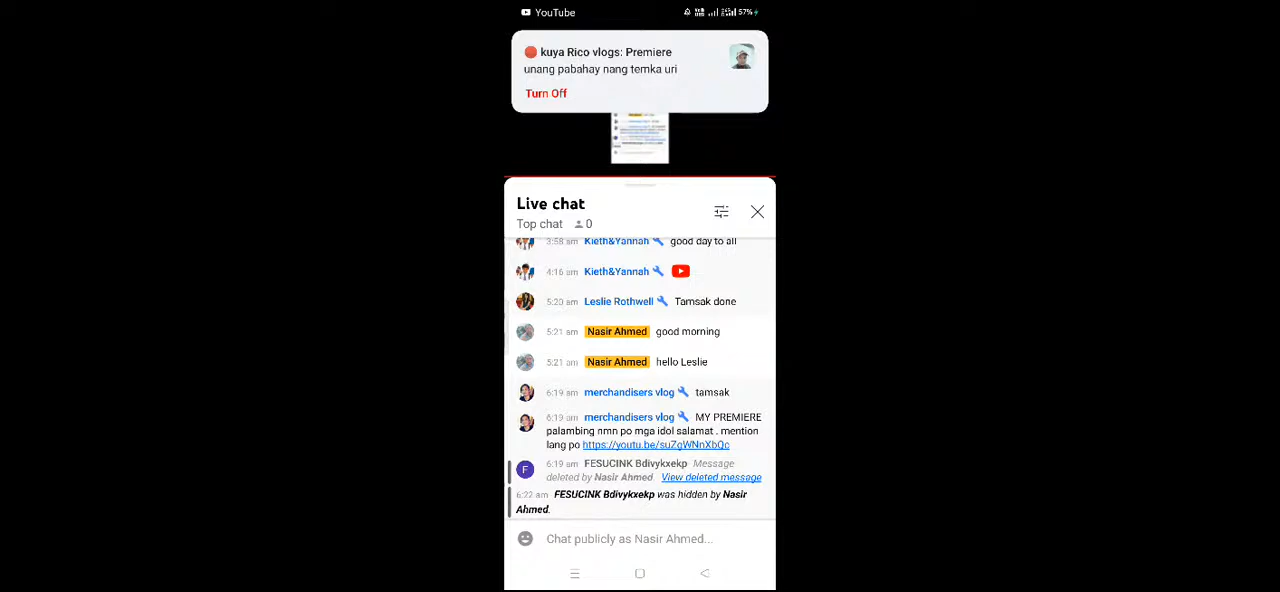 YouTube
57%
kuya Rico vlogs: Premiere
unang pabahay nang temka uri
Turn Off
Live chat
Top chat 0
3:58 am Kieth&Yannah good day to all
4:16 am Kieth&Yannah
5:20 am Leslie Rothwell Tamsak done
5:21 am Nasir Ahmed good morning
5:21 am Nasir Ahmed hello Leslie
6:19 am merchandisers vlog tamsak
6:19 am merchandisers vlog MY PREMIERE
palambing nmn po mga idol salamat . mention
lang po https://youtu.be/suZgWNnXbQc
F 6:19 am FESUCINK Bdivykxekp Message
deleted by Nasir Ahmed. View deleted message
6:22 am FESUCINK Bdivykxekp was hidden by Nasir
Ahmed.
Chat publicly as Nasir Ahmed...